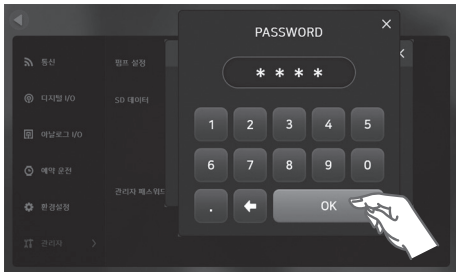 PASSWORD
통신
펌프 설정
* * * *
디지털 I/O
SD 데이터
아날로그 I/O
1 2 3 4 5
예약 운전
6 7 8 9 0
관리자 패스워드
환경설정
. OK
관리자